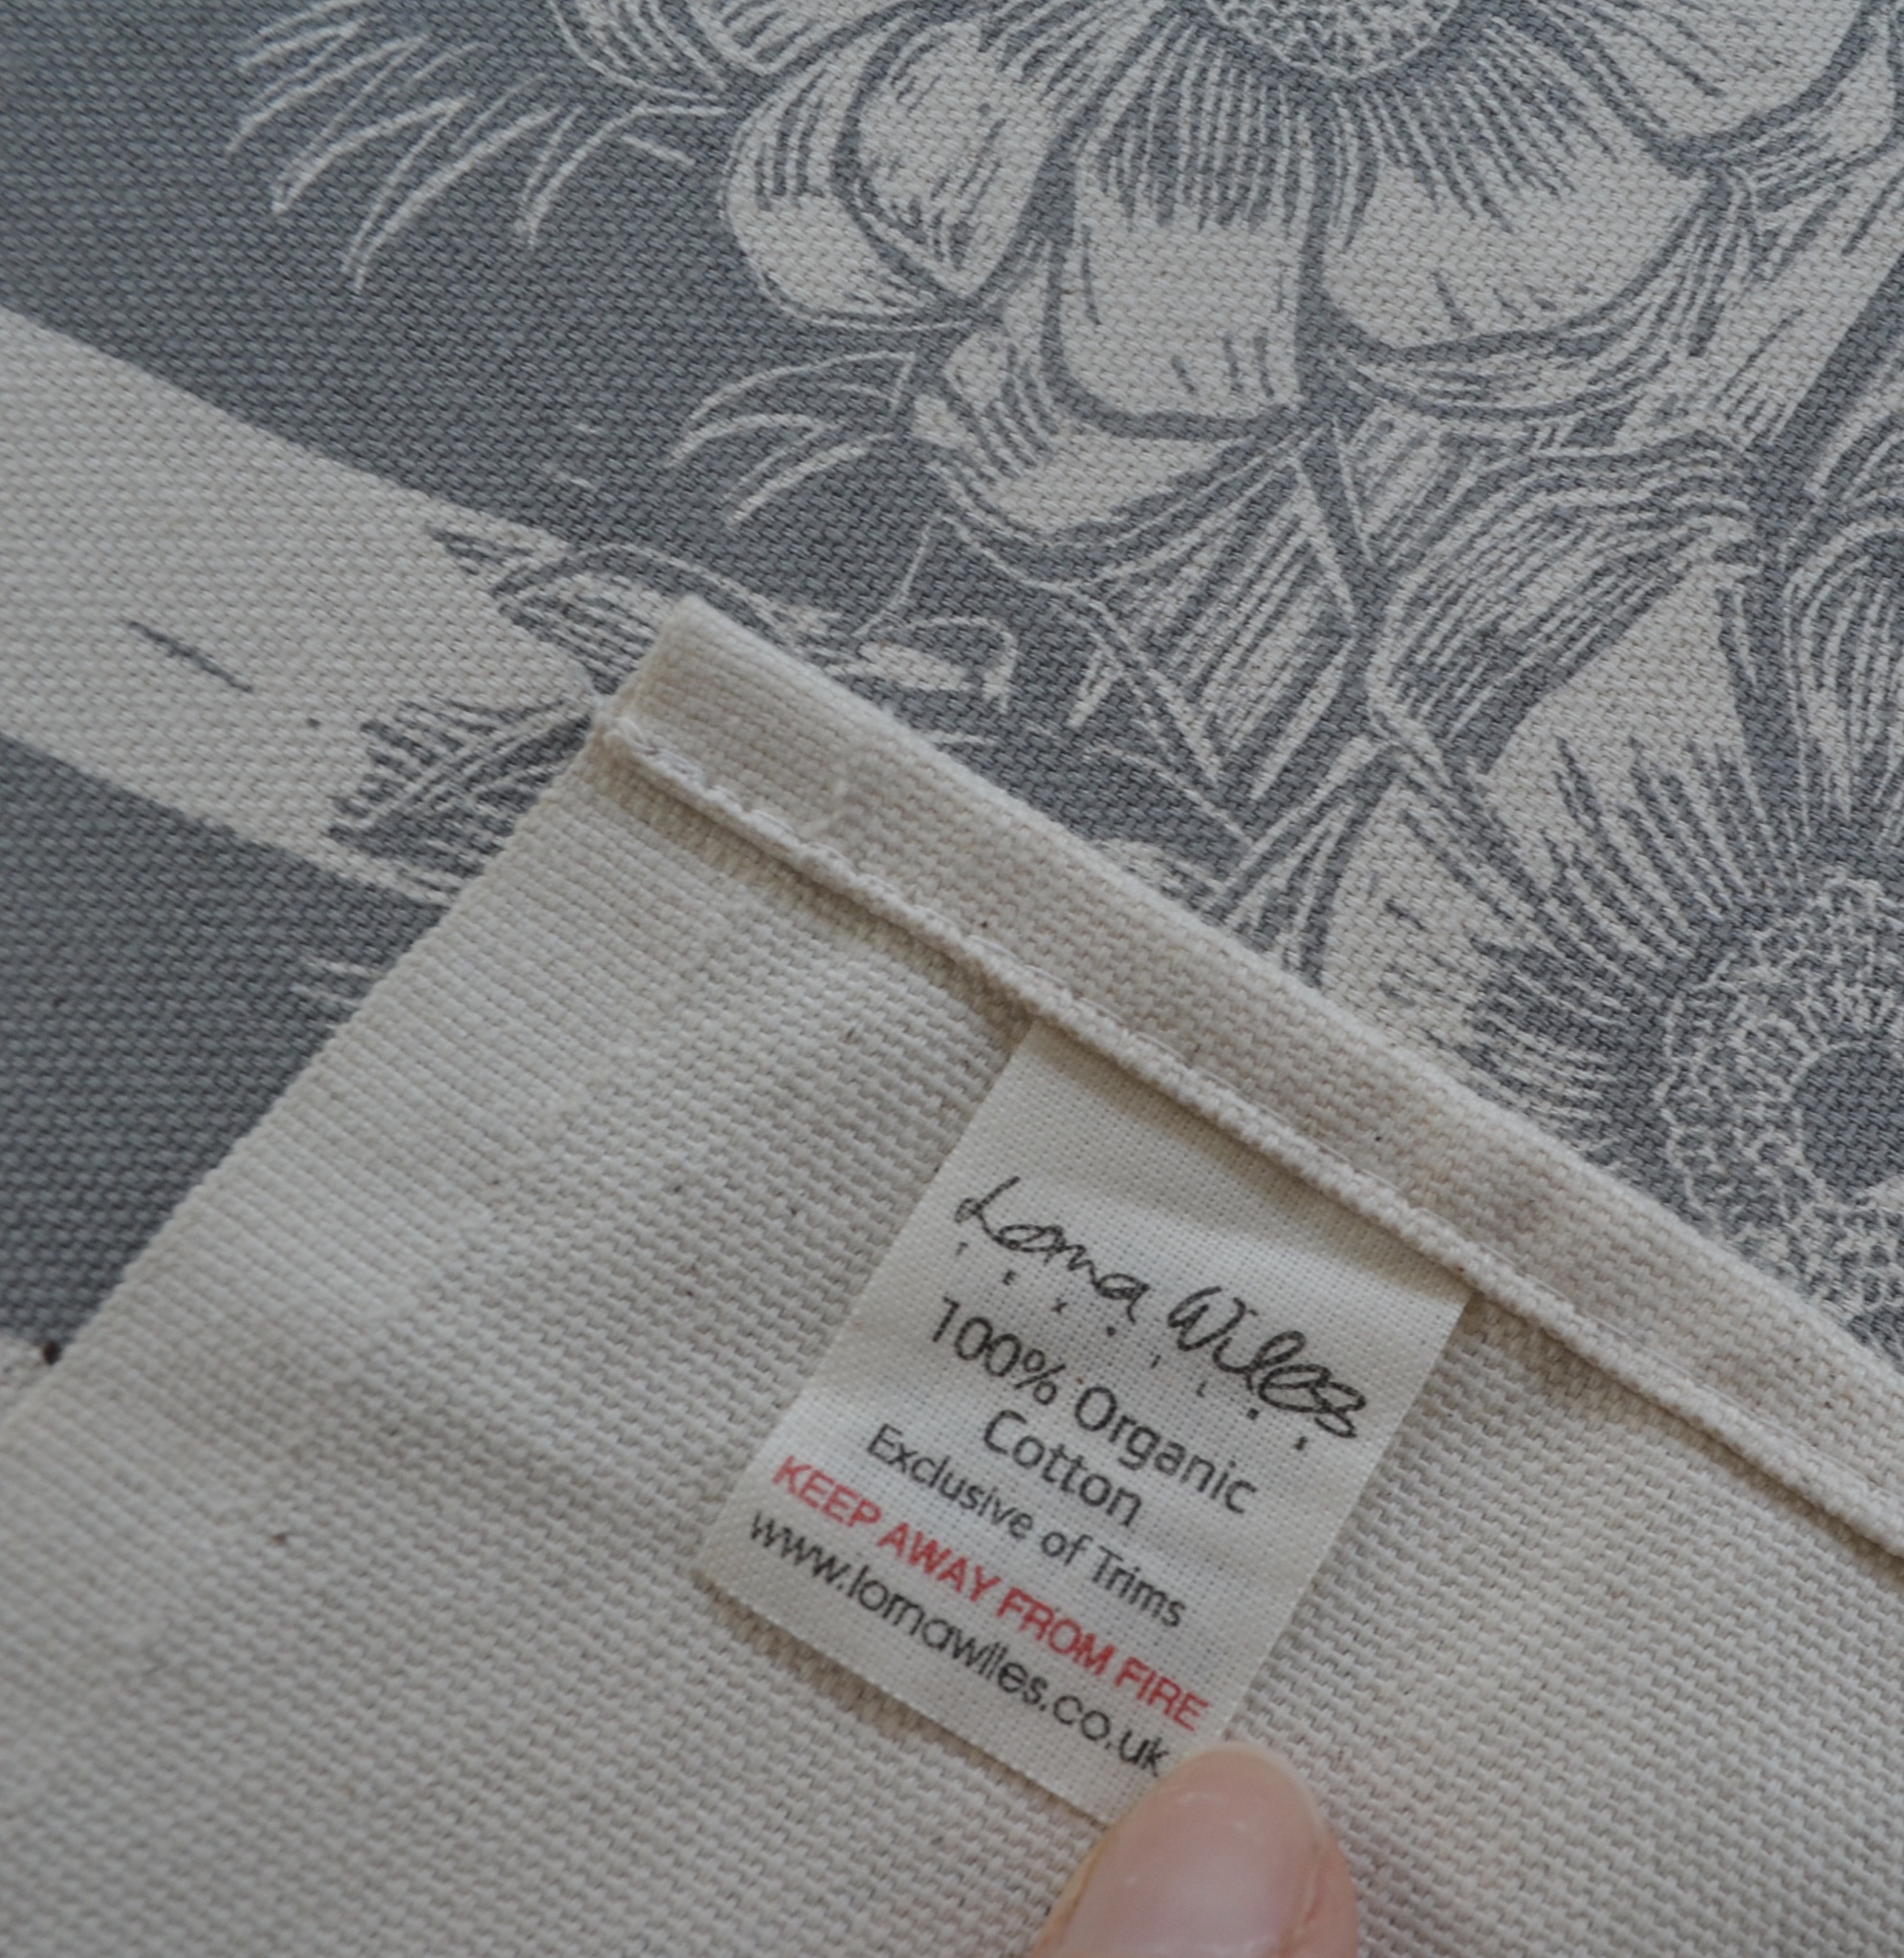 Lorna Wiles
TEXTILES
100% Organic
Cotton
Exclusive of Trims
KEEP AWAY FROM FIRE
www.lornawiles.co.uk